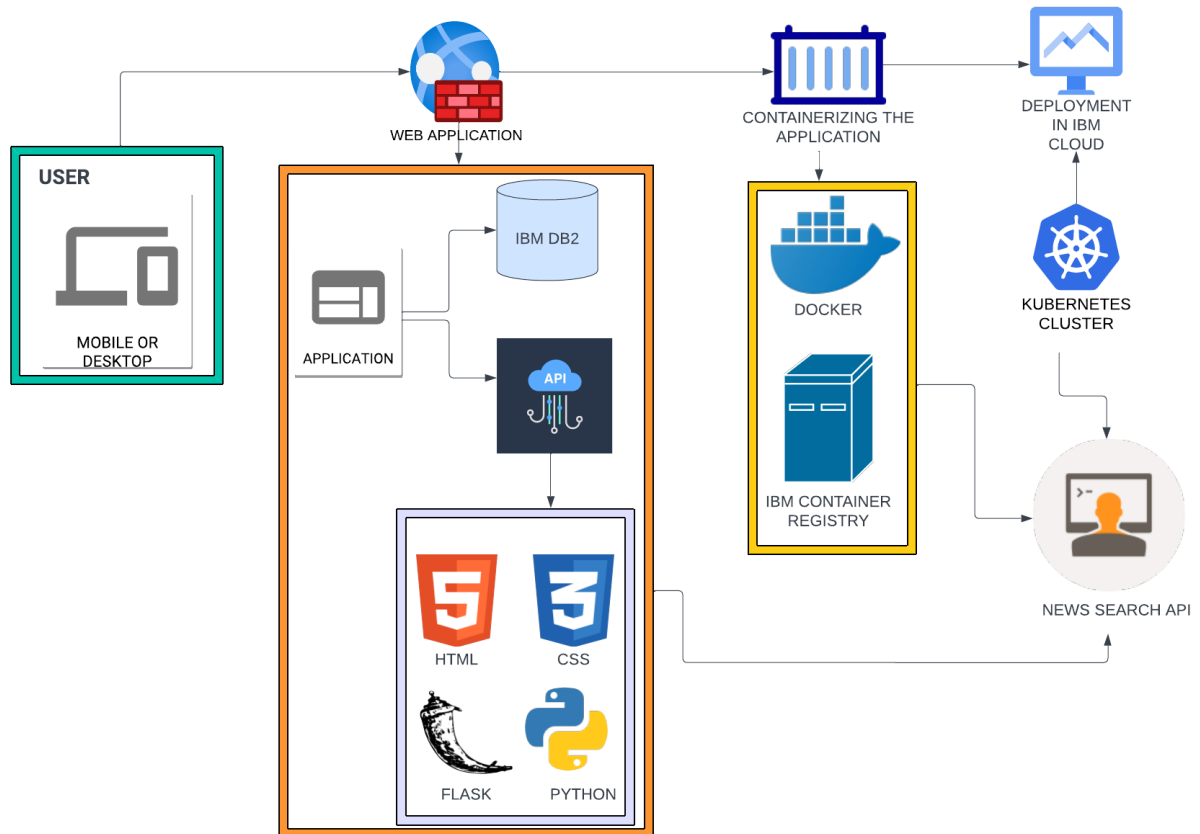 WEB APPLICATION
CONTAINERIZING THE
APPLICATION
DEPLOYMENT
IN IBM
CLOUD
USER
MOBILE OR
DESKTOP
IBM DB2
APPLICATION
API
DOCKER
IBM CONTAINER
REGISTRY
KUBERNETES
CLUSTER
NEWS SEARCH API
HTML
CSS
FLASK
PYTHON